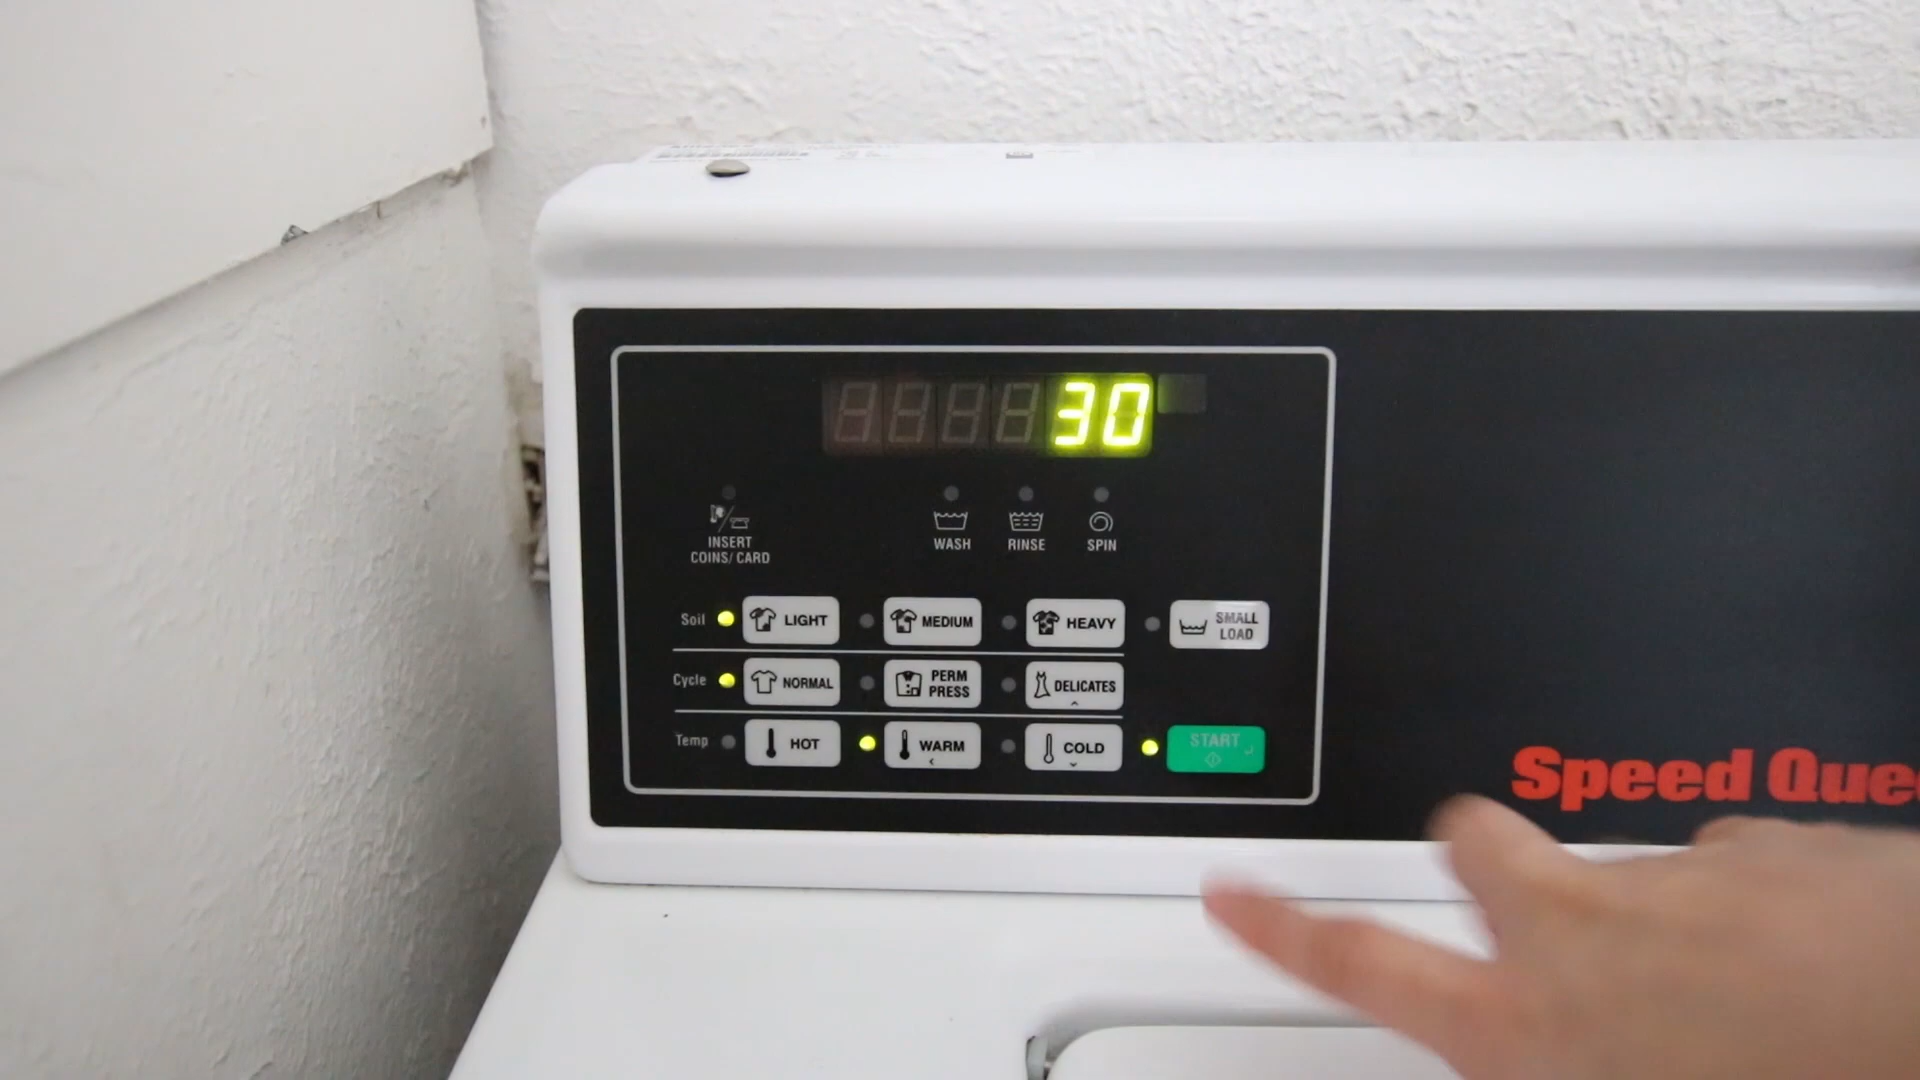 30
INSERT
COINS/ CARD
WASH
RINSE
SPIN
Soil
LIGHT
MEDIUM
HEAVY
SMALL
LOAD
Cycle
NORMAL
PERM
PRESS
DELICATES
Temp
HOT
WARM
COLD
START
Speed Que